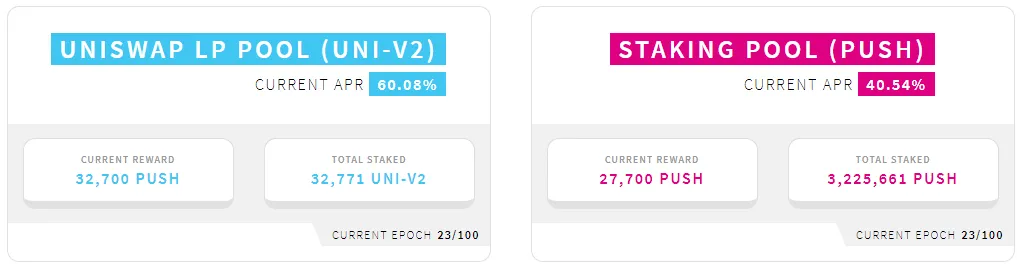 UNISWAP LP POOL (UNI-V2)
CURRENT APR 60.08%
CURRENT REWARD
32,700 PUSH
TOTAL STAKED
32,771 UNI-V2
CURRENT EPOCH 23/100
STAKING POOL (PUSH)
CURRENT APR 40.54%
CURRENT REWARD
27,700 PUSH
TOTAL STAKED
3,225,661 PUSH
CURRENT EPOCH 23/100